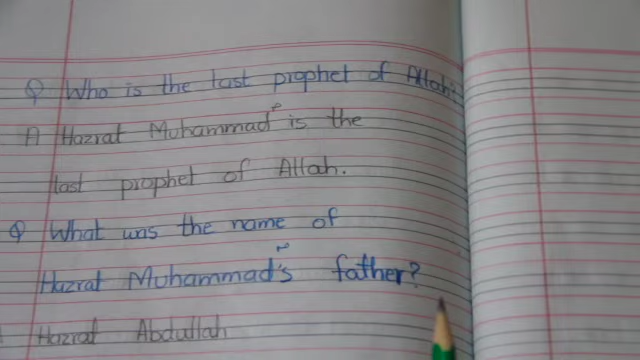 Q Who is the last prophet of Allah?
A Hazrat Muhammad is the
last prophet of Allah.
Q What was the name of
Hazrat Muhammad's father?
Hazrat Abdullah